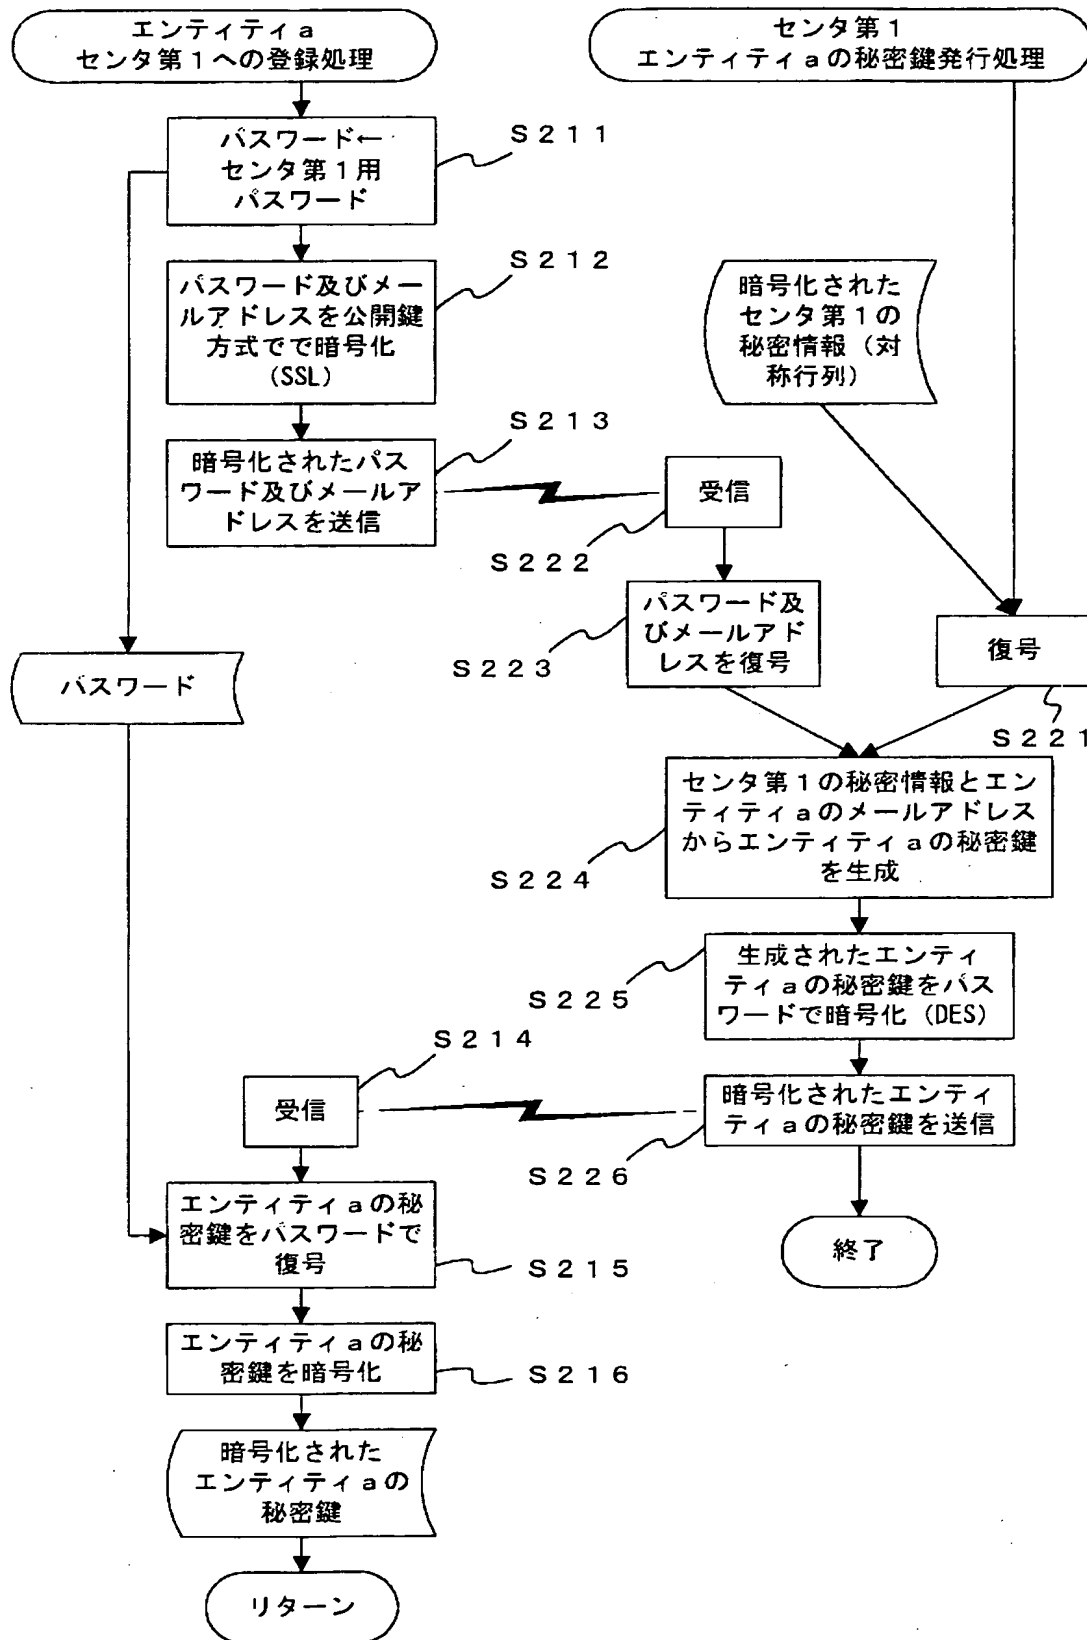 エンティティａ
センタ第１への登録処理
センタ第１
エンティティａの秘密鍵発行処理
パスワード←
センタ第１用
パスワード
Ｓ２１１
パスワード及びメー
ルアドレスを公開鍵
方式でで暗号化
(SSL)
Ｓ２１２
暗号化された
センタ第１の
秘密情報（対
称行列）
暗号化されたパス
ワード及びメールア
ドレスを送信
Ｓ２１３
受信
Ｓ２２２
パスワード及
びメールアド
レスを復号
Ｓ２２３
復号
Ｓ２２１
パスワード
センタ第１の秘密情報とエン
ティティａのメールアドレス
からエンティティａの秘密鍵
を生成
Ｓ２２４
生成されたエンティ
ティａの秘密鍵をパス
ワードで暗号化（DES）
Ｓ２２５
受信
Ｓ２１４
暗号化されたエンティ
ティａの秘密鍵を送信
Ｓ２２６
終了
エンティティａの秘
密鍵をパスワードで
復号
Ｓ２１５
エンティティａの秘
密鍵を暗号化
Ｓ２１６
暗号化された
エンティティａの
秘密鍵
リターン